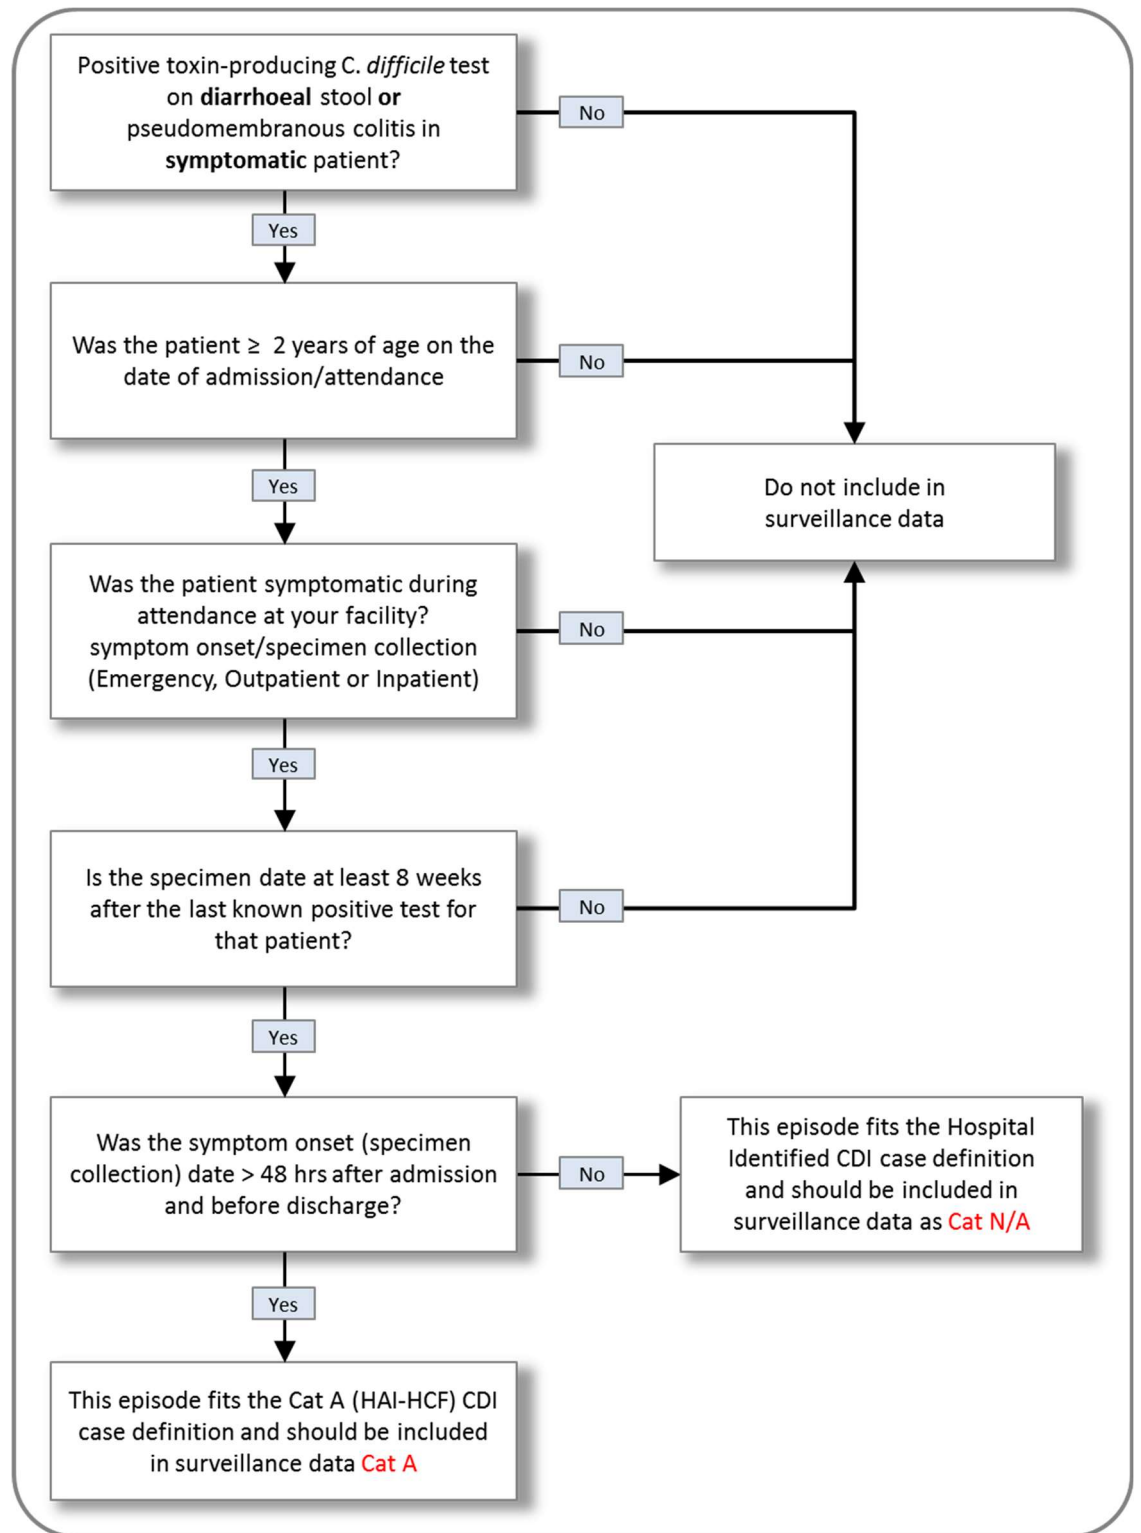 Positive toxin-producing C. difficile test
on diarrhoeal stool or
pseudomembranous colitis in
symptomatic patient?
No
Yes
Was the patient ≥ 2 years of age on the
date of admission/attendance
No
Yes
Do not include in
surveillance data
Was the patient symptomatic during
attendance at your facility?
symptom onset/specimen collection
(Emergency, Outpatient or Inpatient)
No
Yes
Is the specimen date at least 8 weeks
after the last known positive test for
that patient?
No
Yes
Was the symptom onset (specimen
collection) date > 48 hrs after admission
and before discharge?
No
This episode fits the Hospital
Identified CDI case definition
and should be included in
surveillance data as Cat N/A
Yes
This episode fits the Cat A (HAI-HCF) CDI
case definition and should be included
in surveillance data Cat A